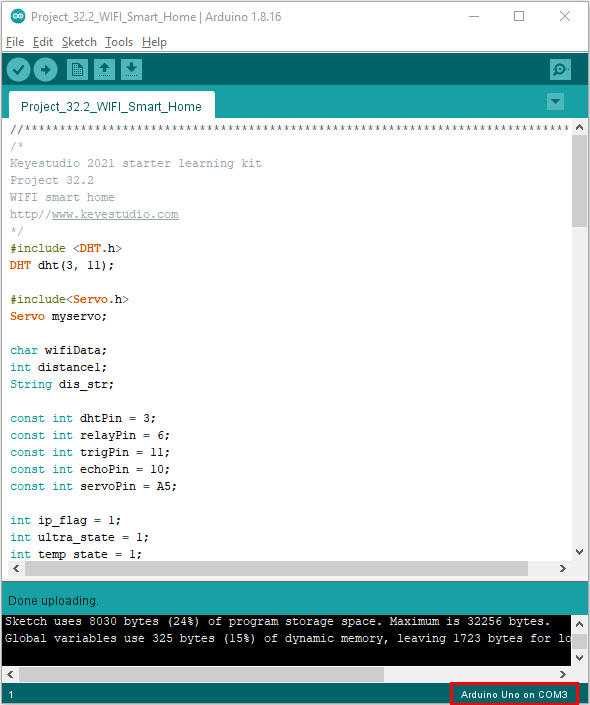 Project_32.2_WIFI_Smart_Home | Arduino 1.8.16
File Edit Sketch Tools Help
Project_32.2_WIFI_Smart_Home
//******************************************************************************
/*
Keyestudio 2021 starter learning kit
Project 32.2
WIFI smart home
http//www.keyestudio.com
*/
#include <DHT.h>
DHT dht(3, 11);
#include<Servo.h>
Servo myservo;
char wifiData;
int distance1;
String dis_str;
const int dhtPin = 3;
const int relayPin = 6;
const int trigPin = 11;
const int echoPin = 10;
const int servoPin = A5;
int ip_flag = 1;
int ultra_state = 1;
int temp_state = 1;
Done uploading.
Sketch uses 8030 bytes (24%) of program storage space. Maximum is 32256 bytes.
Global variables use 325 bytes (15%) of dynamic memory, leaving 1723 bytes for lo
1
Arduino Uno on COM3